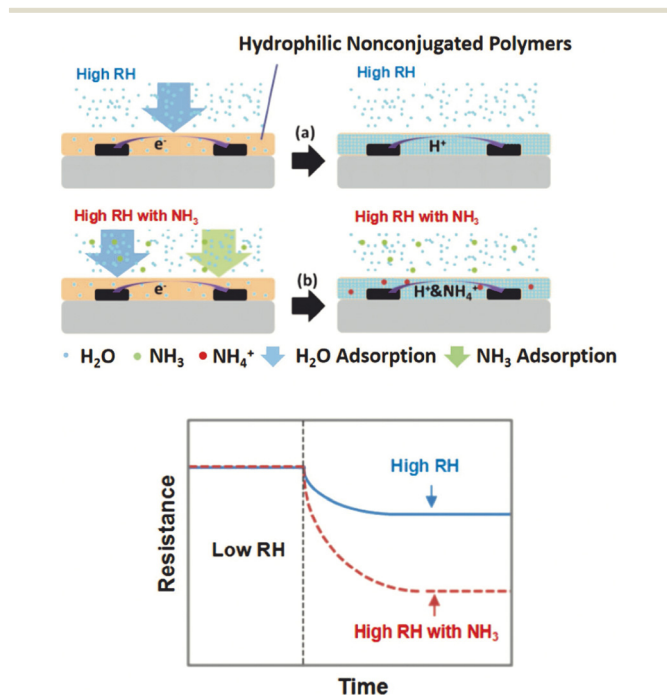 Hydrophilic Nonconjugated Polymers
High RH
High RH
(a)
e-
H+
High RH with NH₃
High RH with NH₃
(b)
e-
H+&NH₄+
H₂O
NH₃
NH₄+
H₂O Adsorption
NH₃ Adsorption
High RH
Resistance
Low RH
High RH with NH₃
Time